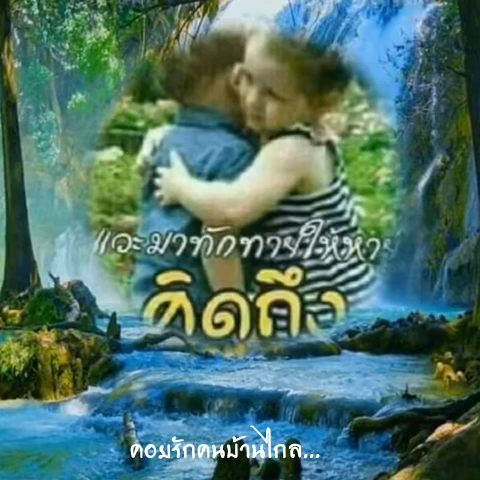 แวะมาทักทายให้หาย
คิดถึง
คอมรักคนบ้านไกล...